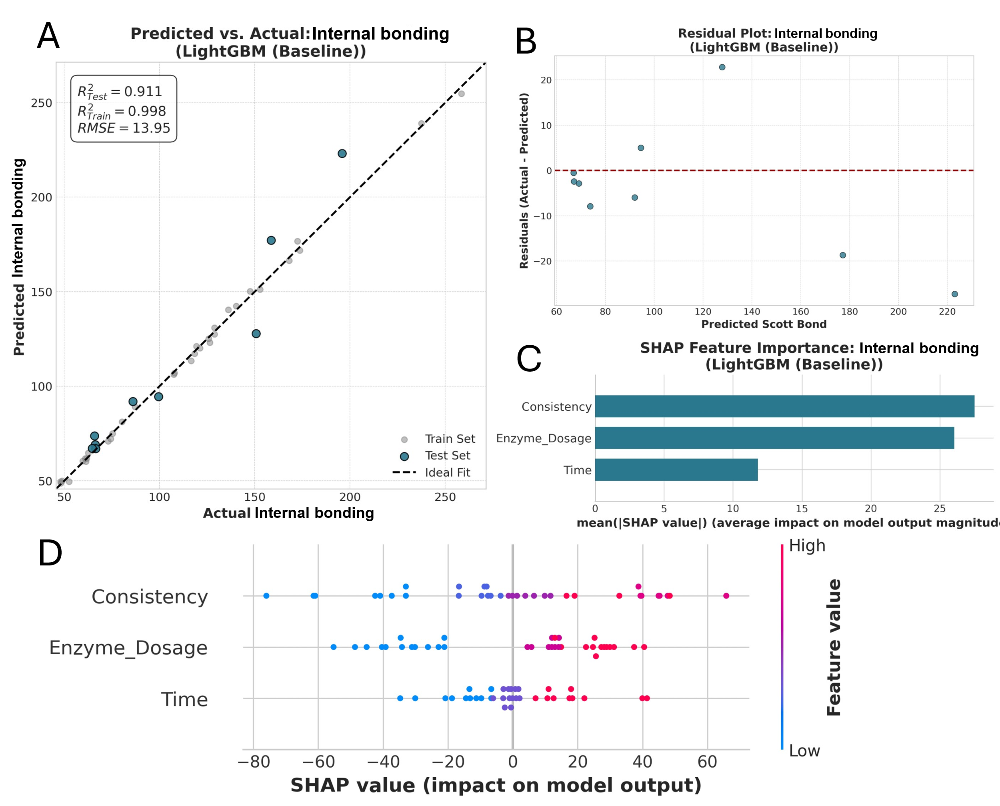 A
Predicted vs. Actual: Internal bonding
(LightGBM (Baseline))
R²Test = 0.911
R²Train = 0.998
RMSE = 13.95
Predicted Internal bonding
250
200
150
100
50
Train Set
Test Set
Ideal Fit
50 100 150 200 250
Actual Internal bonding
B
Residual Plot: Internal bonding
(LightGBM (Baseline))
Residuals (Actual - Predicted)
20
10
0
−10
−20
60 80 100 120 140 160 180 200 220
Predicted Scott Bond
C
SHAP Feature Importance: Internal bonding
(LightGBM (Baseline))
Consistency
Enzyme_Dosage
Time
0 5 10 15 20 25
mean(|SHAP value|) (average impact on model output magnitude
D
Consistency
Enzyme_Dosage
Time
−80 −60 −40 −20 0 20 40 60
SHAP value (impact on model output)
High
Feature value
Low